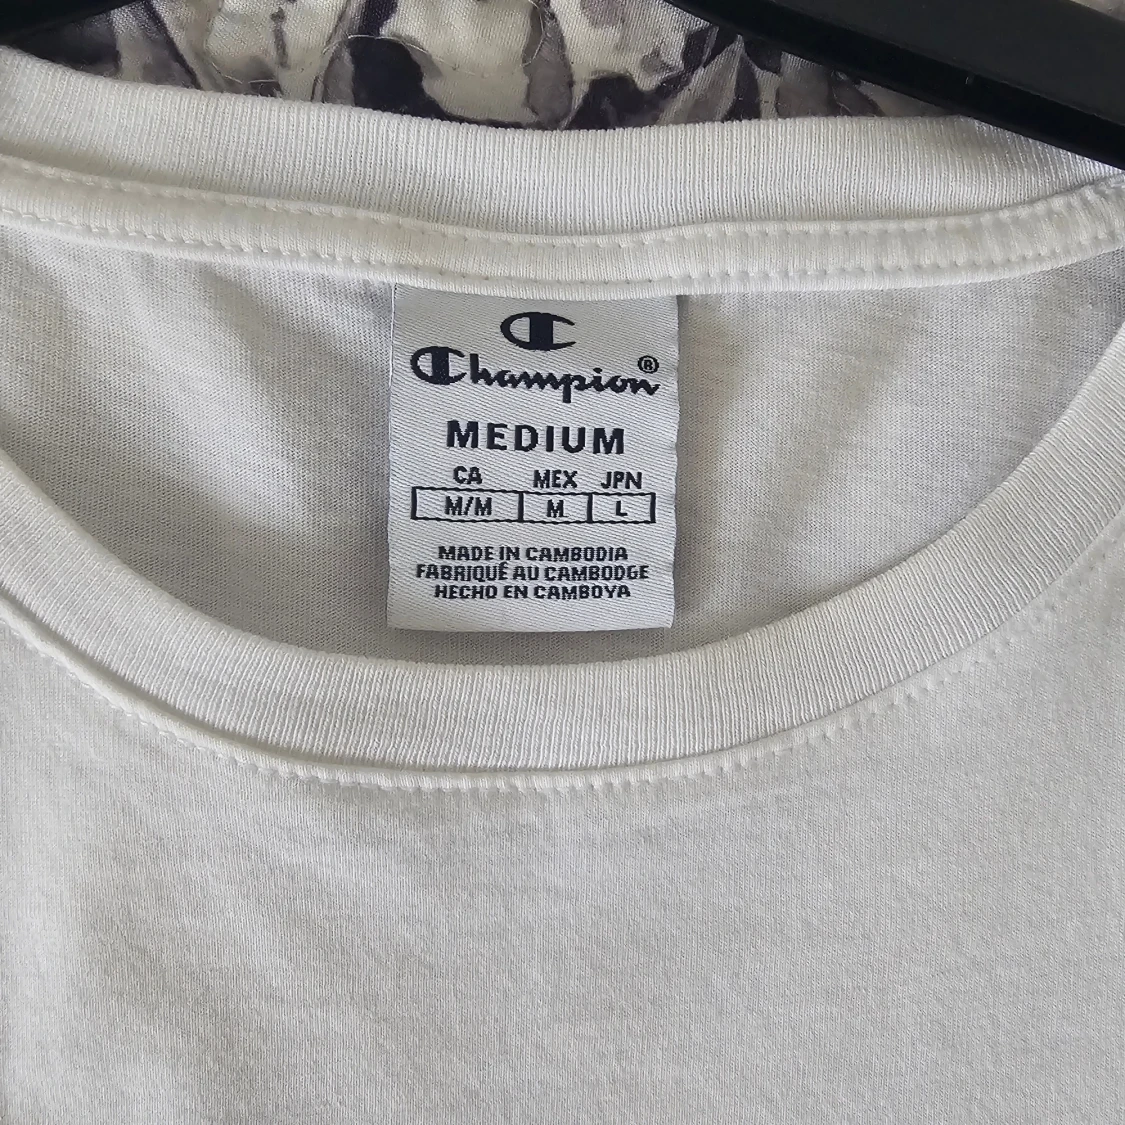 Champion®
MEDIUM
CA MEX JPN
M/M M L
MADE IN CAMBODIA
FABRIQUÉ AU CAMBODGE
HECHO EN CAMBOYA